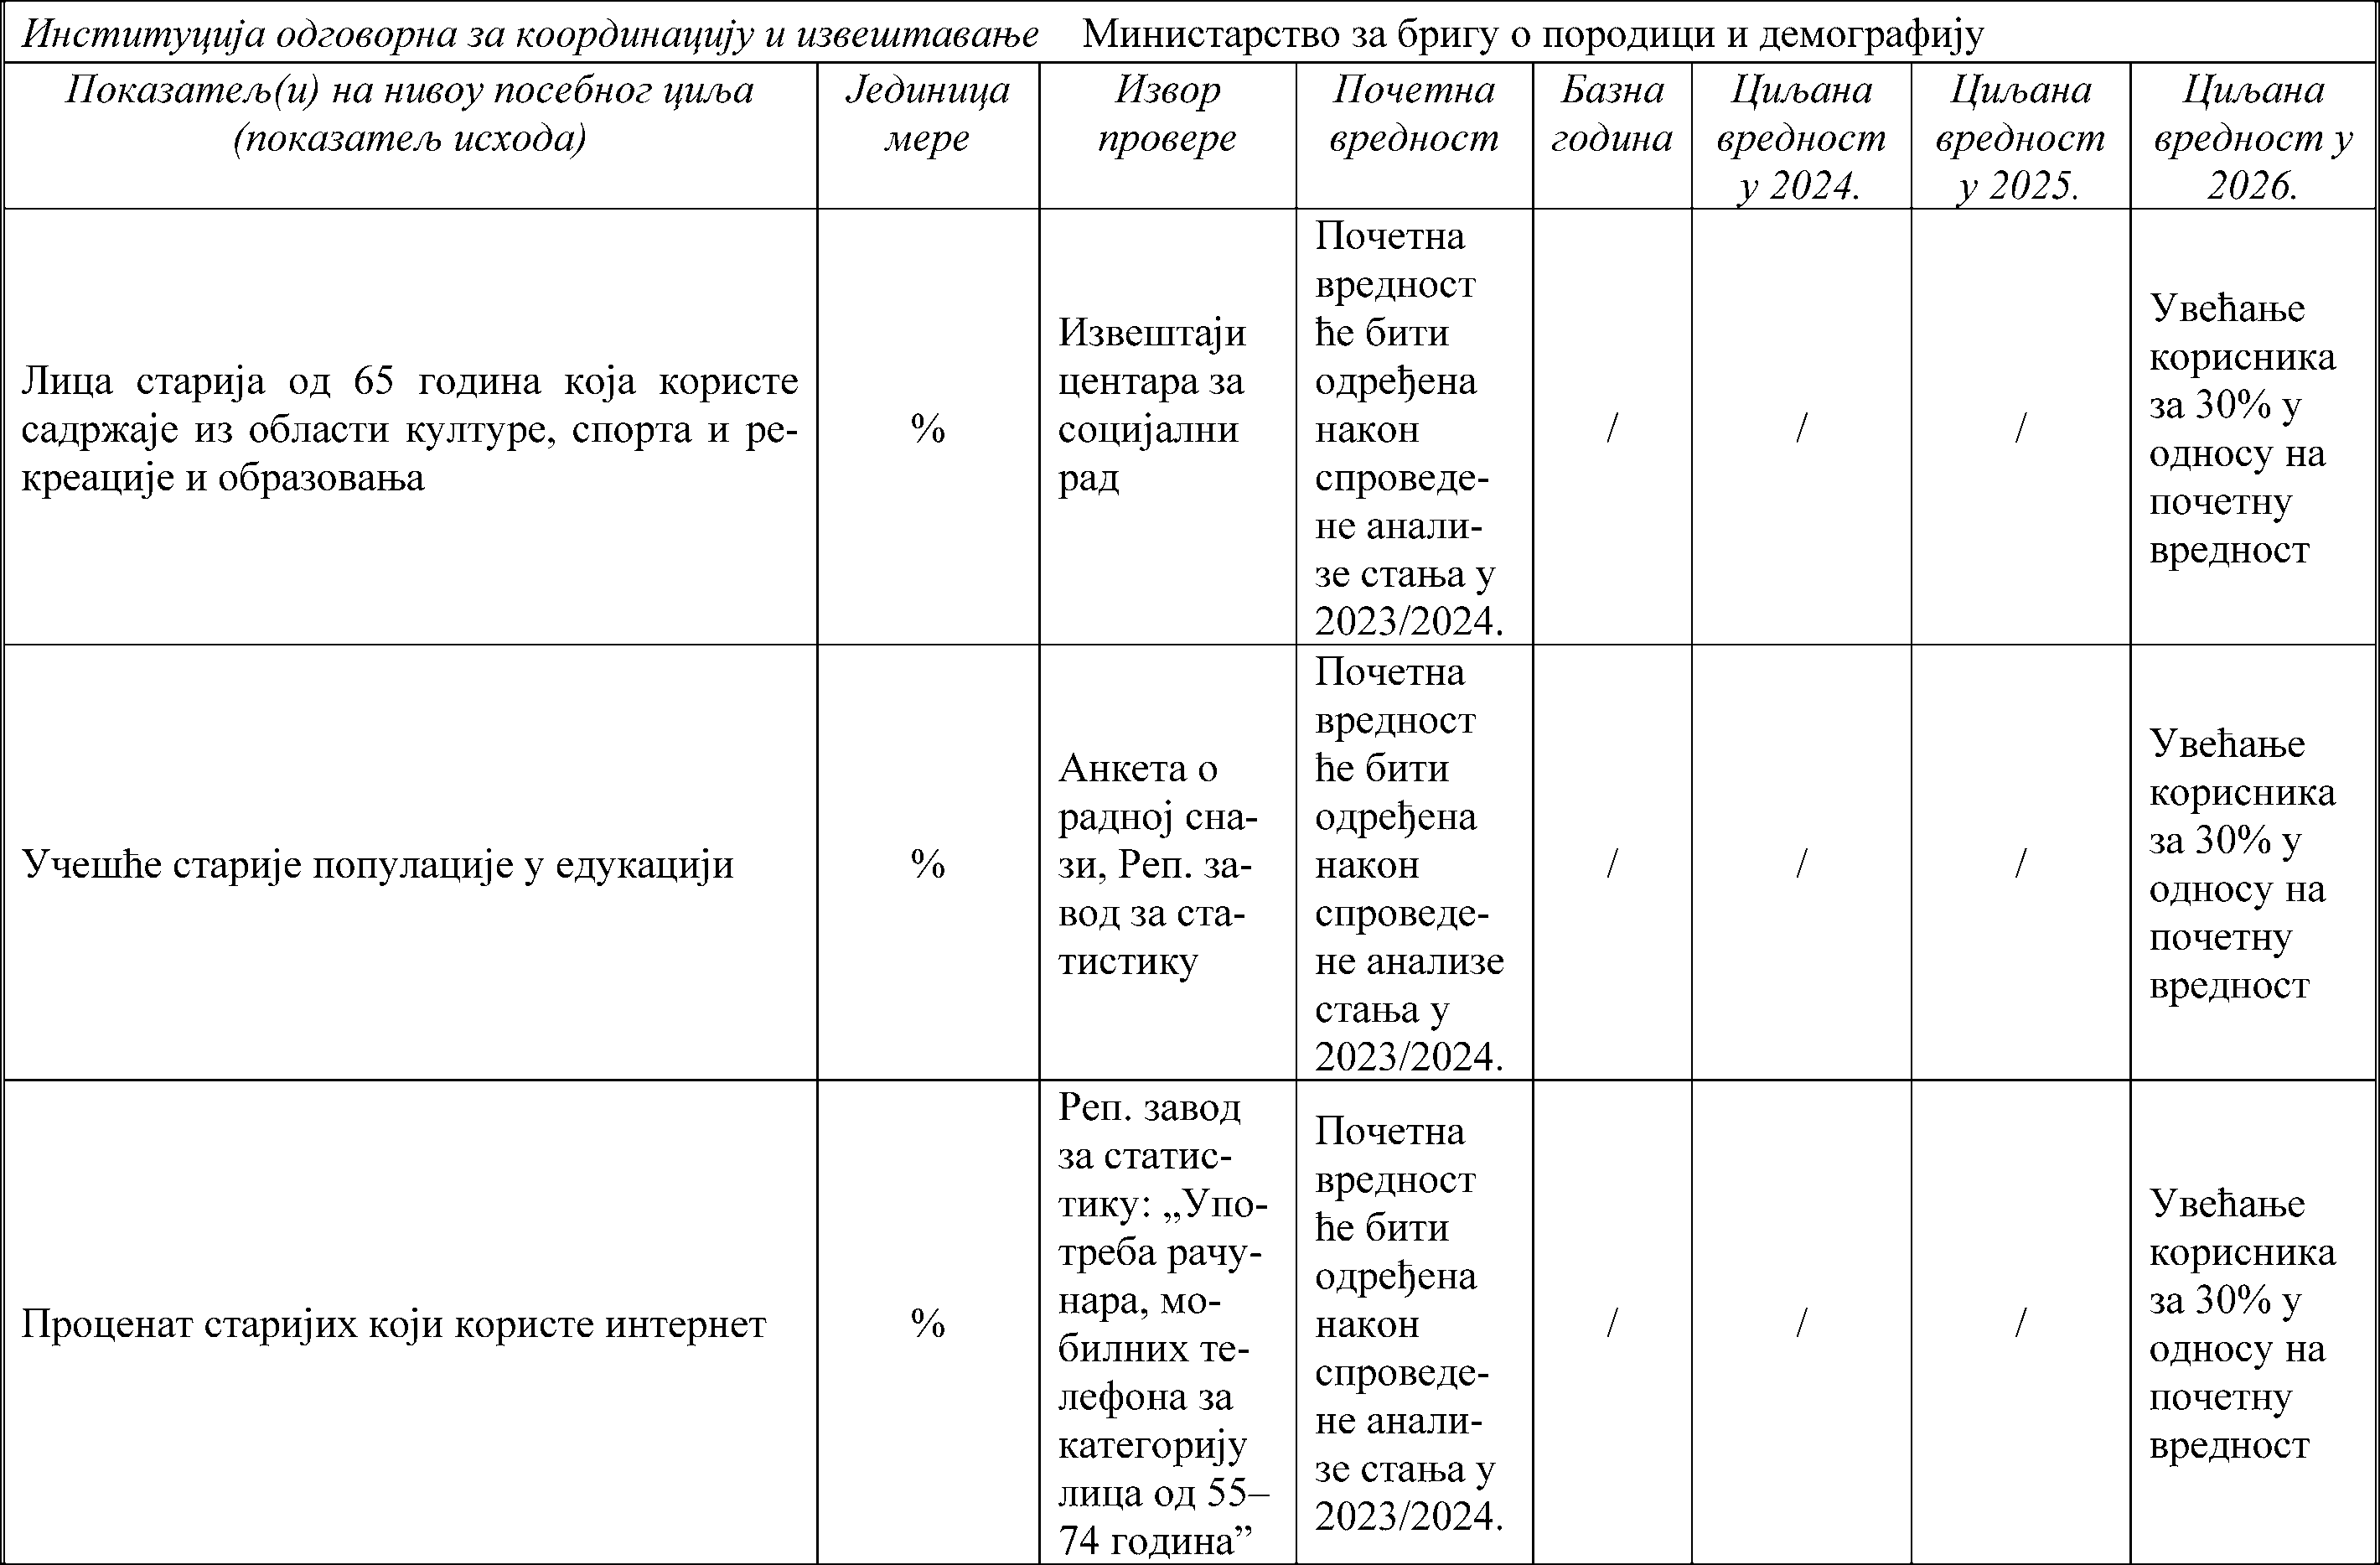 Институција одговорна за координацију и извештавање Министарство за бригу о породици и демографију
Показатељ(и) на нивоу посебног циља
(показатељ исхода)
Јединица
мере
Извор
провере
Почетна
вредност
Базна
година
Циљана
вредност
у 2024.
Циљана
вредност
у 2025.
Циљана
вредност у
2026.
Лица старија од 65 година која користе
садржаје из области културе, спорта и ре-
креације и образовања
%
Извештаји
центара за
социјални
рад
Почетна
вредност
ће бити
одређена
након
спроведе-
не анали-
зе стања у
2023/2024.
/
/
/
Увећање
корисника
за 30% у
односу на
почетну
вредност
Учешће старије популације у едукацији
%
Анкета о
радној сна-
зи, Реп. за-
вод за ста-
тистику
Почетна
вредност
ће бити
одређена
након
спроведе-
не анализе
стања у
2023/2024.
/
/
/
Увећање
корисника
за 30% у
односу на
почетну
вредност
Проценат старијих који користе интернет
%
Реп. завод
за статис-
тику: „Упо-
треба рачу-
нара, мо-
билних те-
лефона за
категорију
лица од 55–
74 година”
Почетна
вредност
ће бити
одређена
након
спроведе-
не анали-
зе стања у
2023/2024.
/
/
/
Увећање
корисника
за 30% у
односу на
почетну
вредност